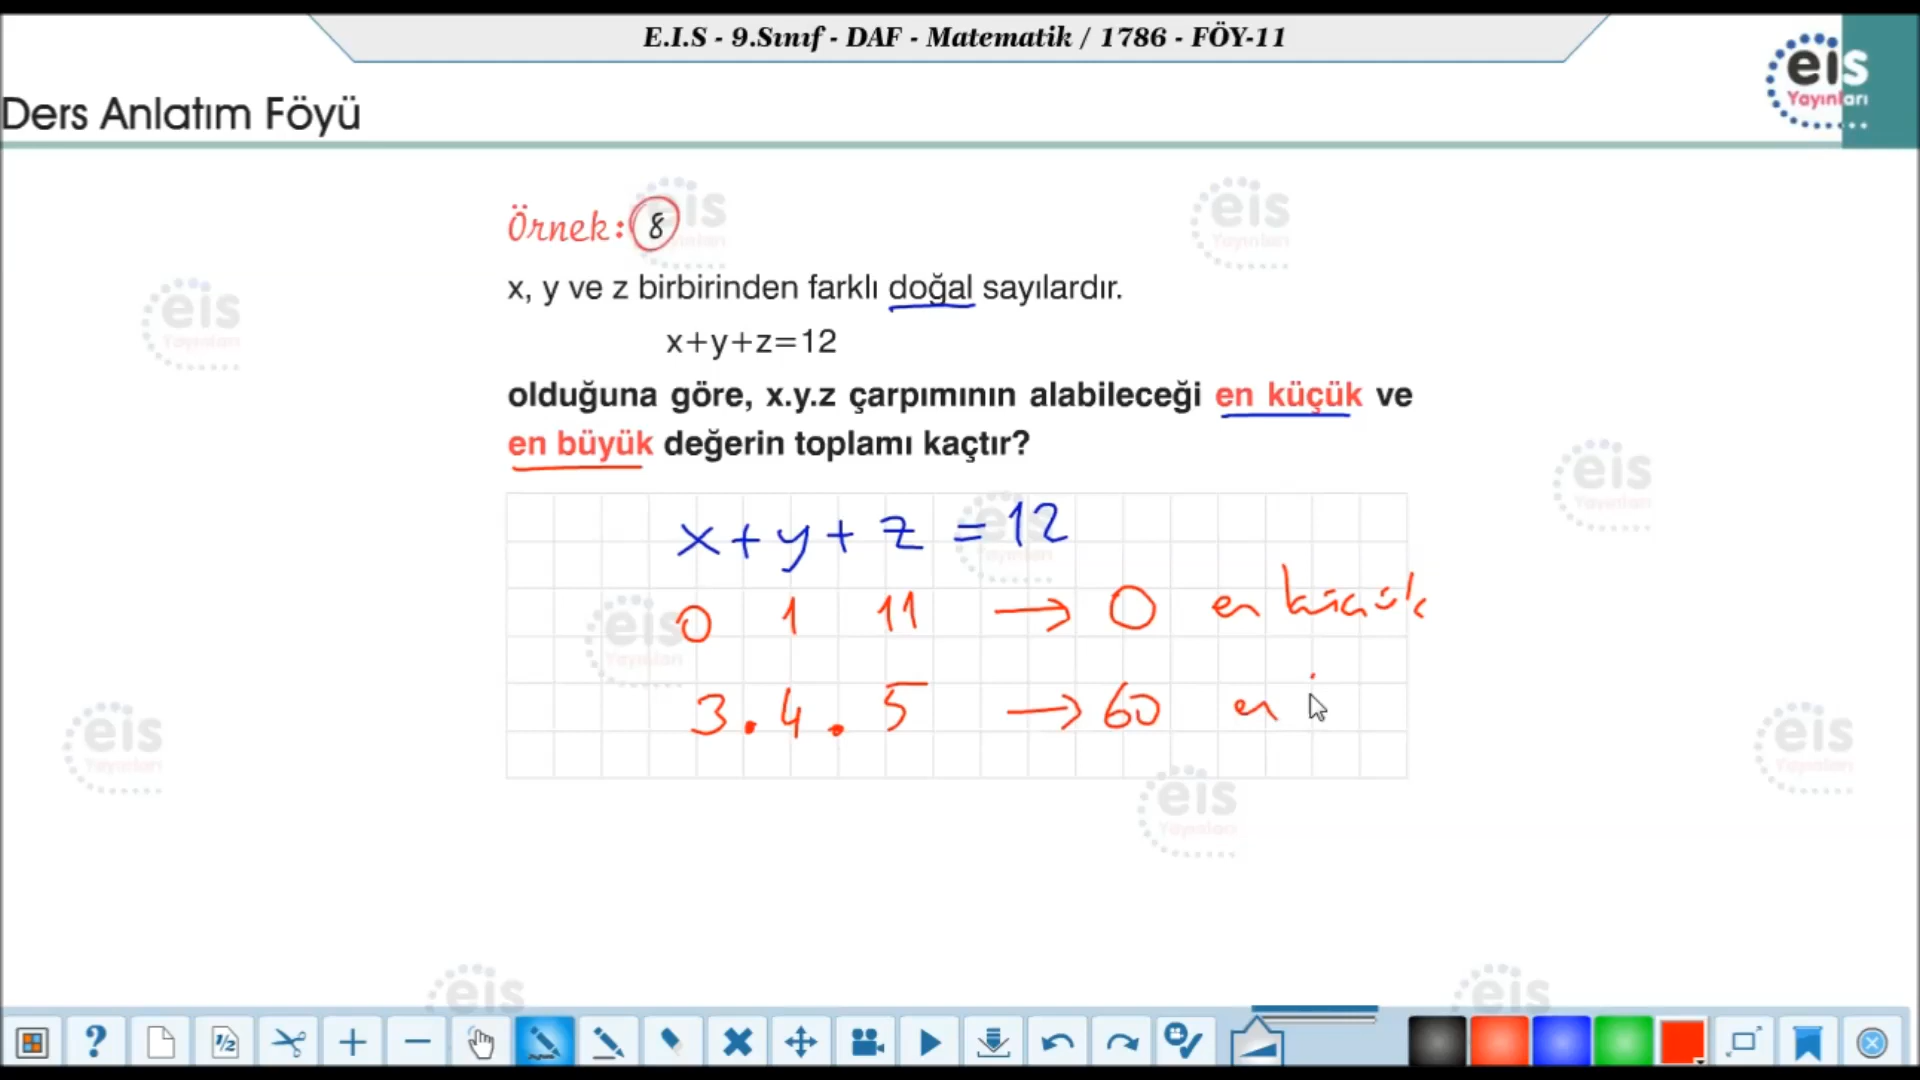 E.I.S - 9.Sınıf - DAF - Matematik / 1786 - FÖY-11
eis
Yayınları
Ders Anlatım Föyü
Örnek: 8
x, y ve z birbirinden farklı doğal sayılardır.
x+y+z=12
olduğuna göre, x.y.z çarpımının alabileceği en küçük ve
en büyük değerin toplamı kaçtır?
x+y+z =12
0 1 11 → 0 en küçük
3.4.5 → 60 en